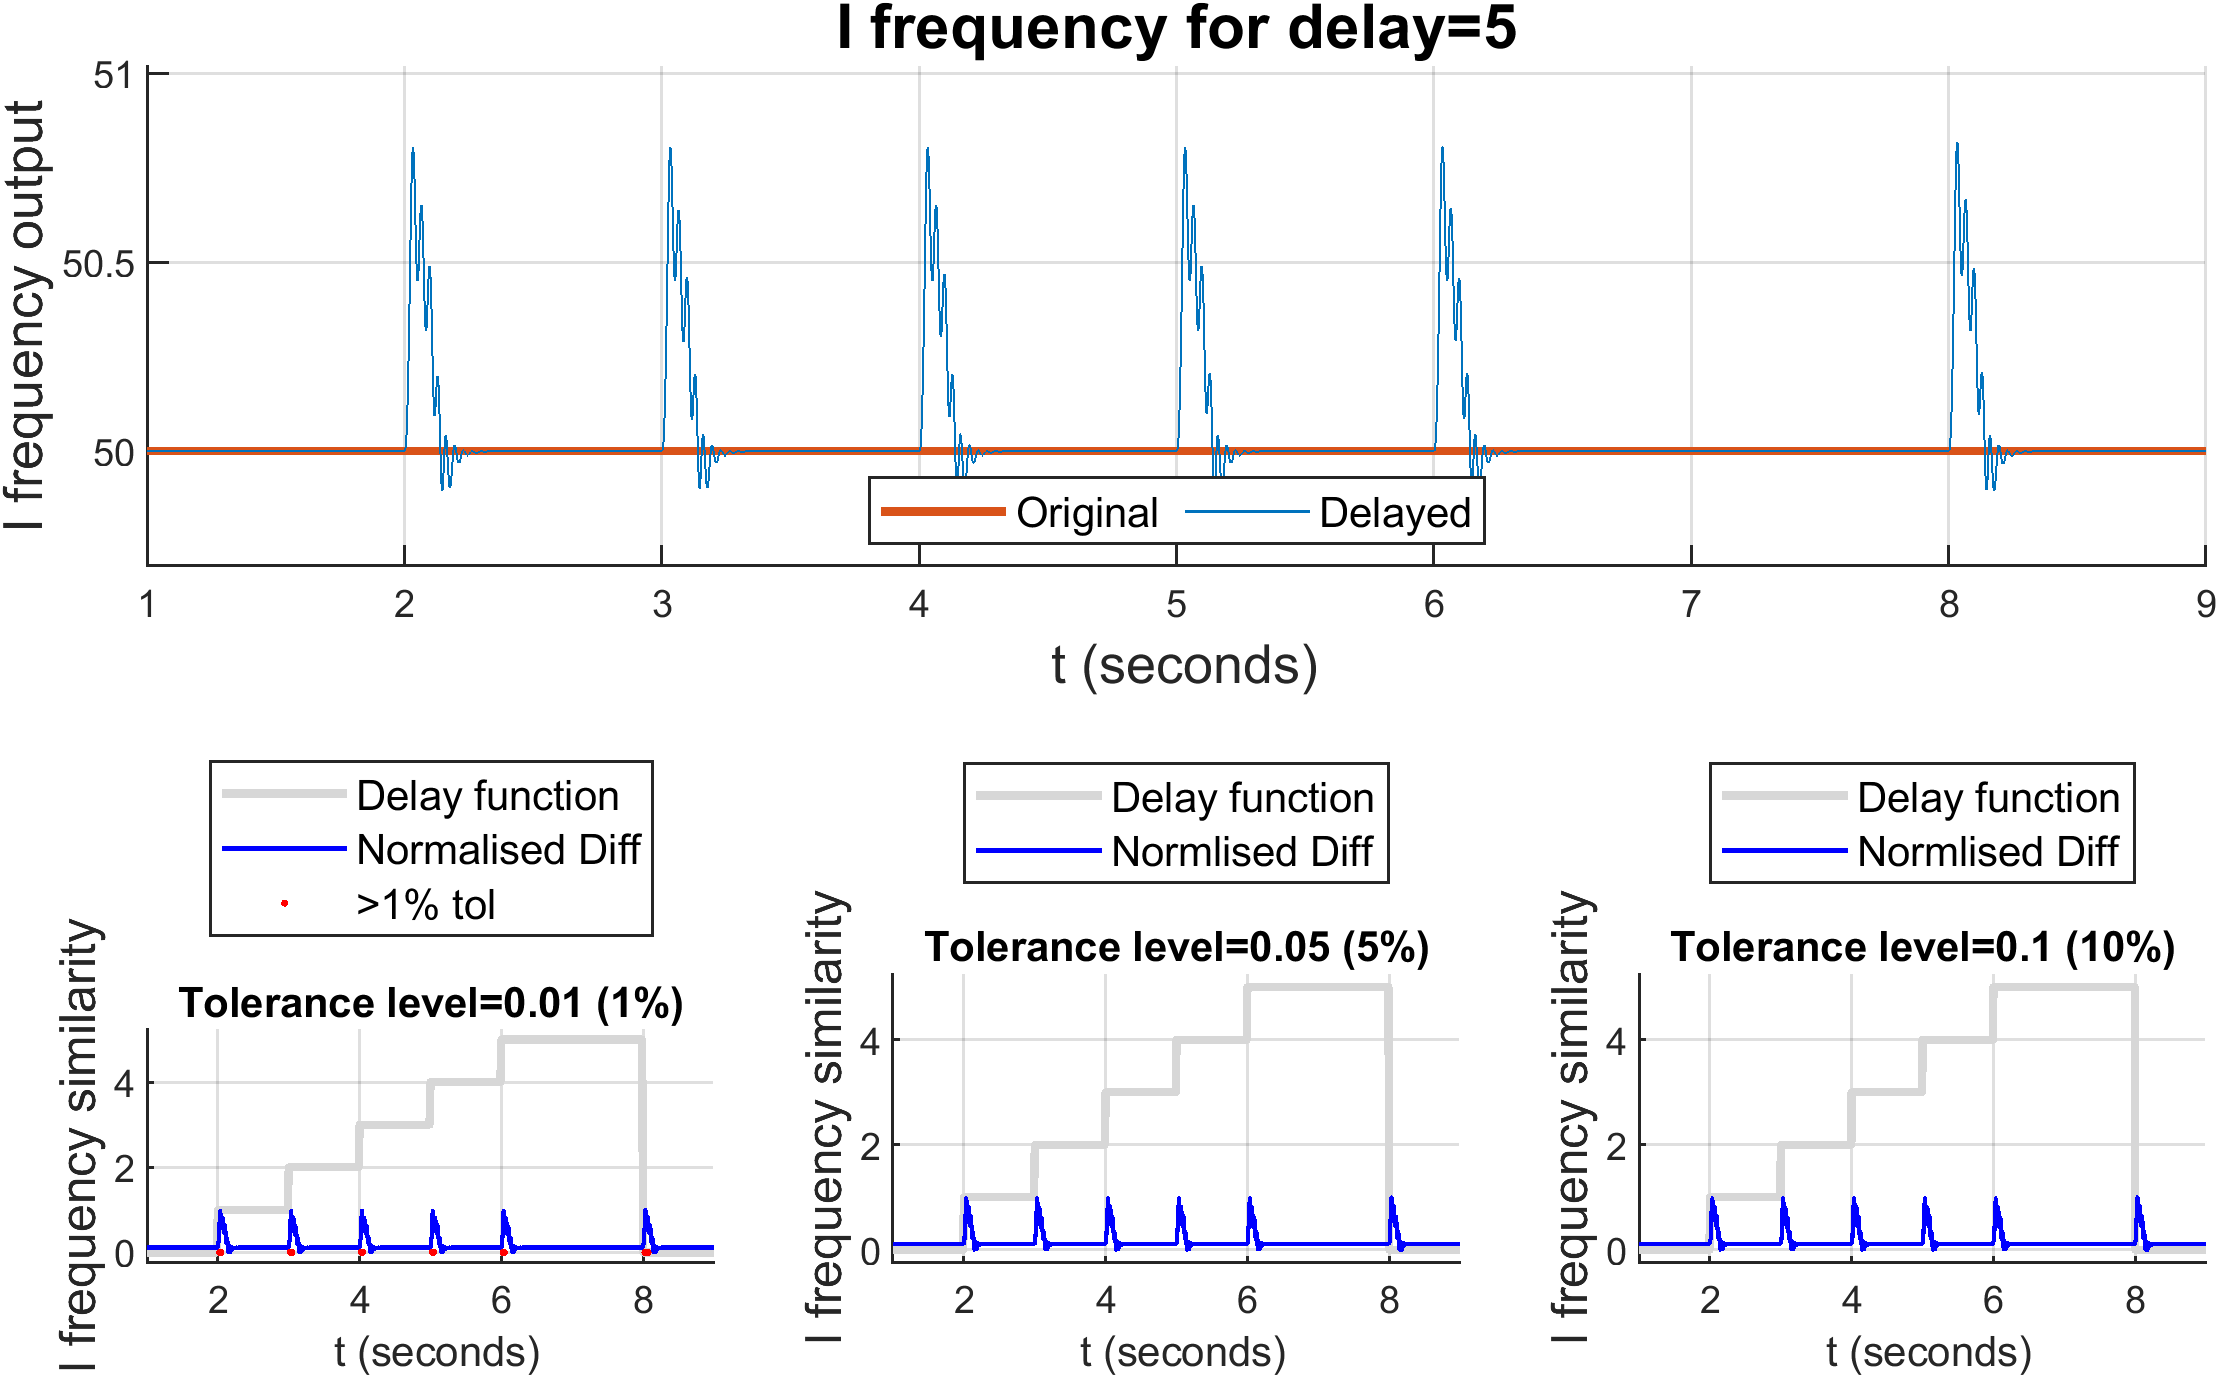 I frequency for delay=5
I frequency output
51
50.5
50
Original Delayed
1 2 3 4 5 6 7 8 9
t (seconds)
Delay function
Normalised Diff
>1% tol
Tolerance level=0.01 (1%)
I frequency similarity
4
2
0
2 4 6 8
t (seconds)
Delay function
Normlised Diff
Tolerance level=0.05 (5%)
I frequency similarity
4
2
0
2 4 6 8
t (seconds)
Delay function
Normlised Diff
Tolerance level=0.1 (10%)
I frequency similarity
4
2
0
2 4 6 8
t (seconds)